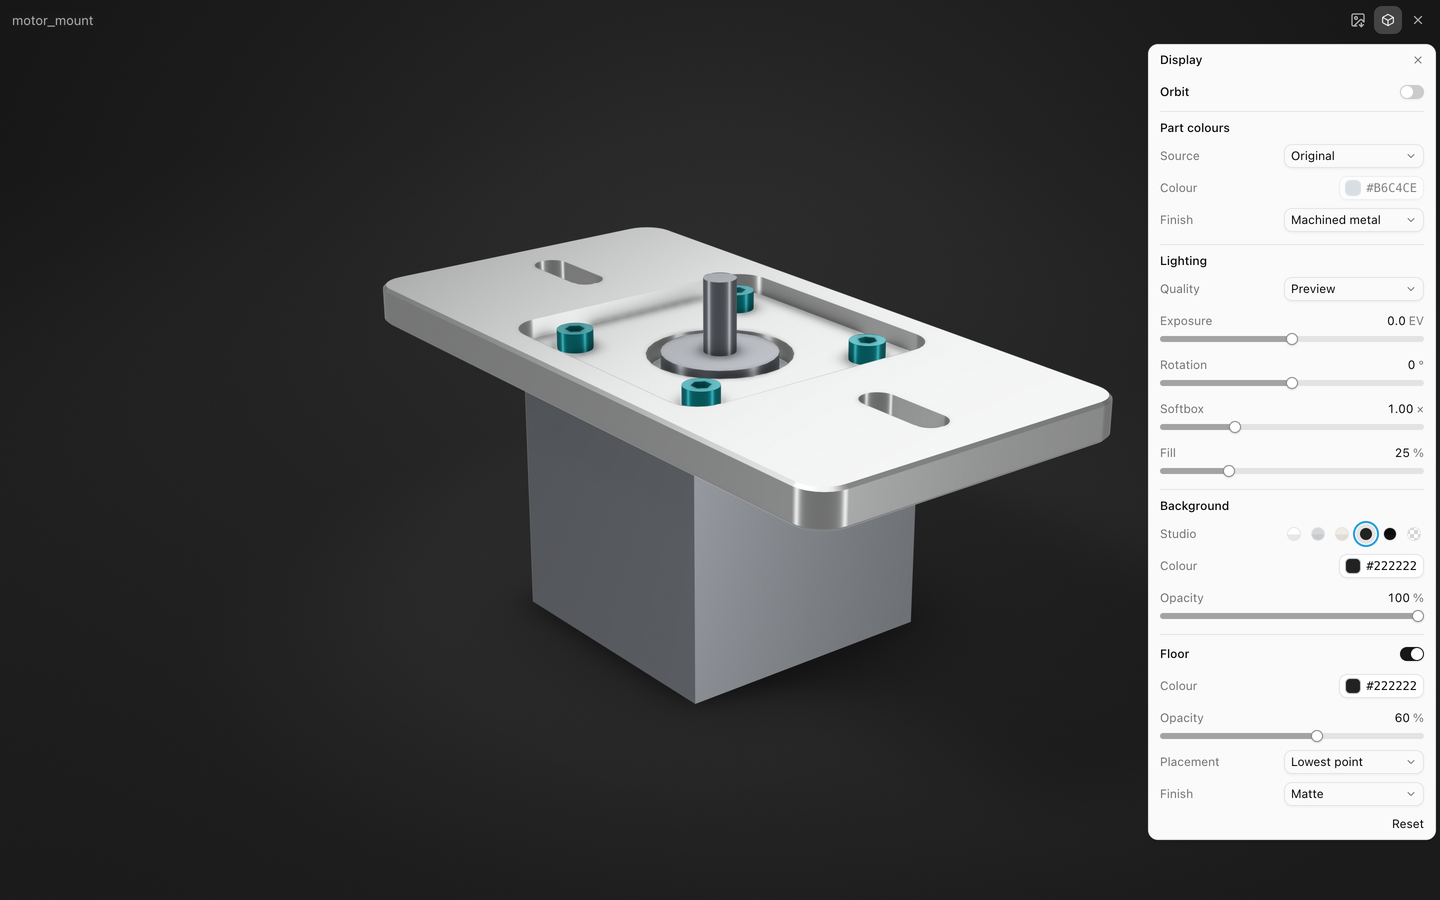 motor_mount
Display
Orbit
Part colours
Source Original
Colour #B6C4CE
Finish Machined metal
Lighting
Quality Preview
Exposure 0.0 EV
Rotation 0 °
Softbox 1.00 ×
Fill 25 %
Background
Studio
Colour #222222
Opacity 100 %
Floor
Colour #222222
Opacity 60 %
Placement Lowest point
Finish Matte
Reset